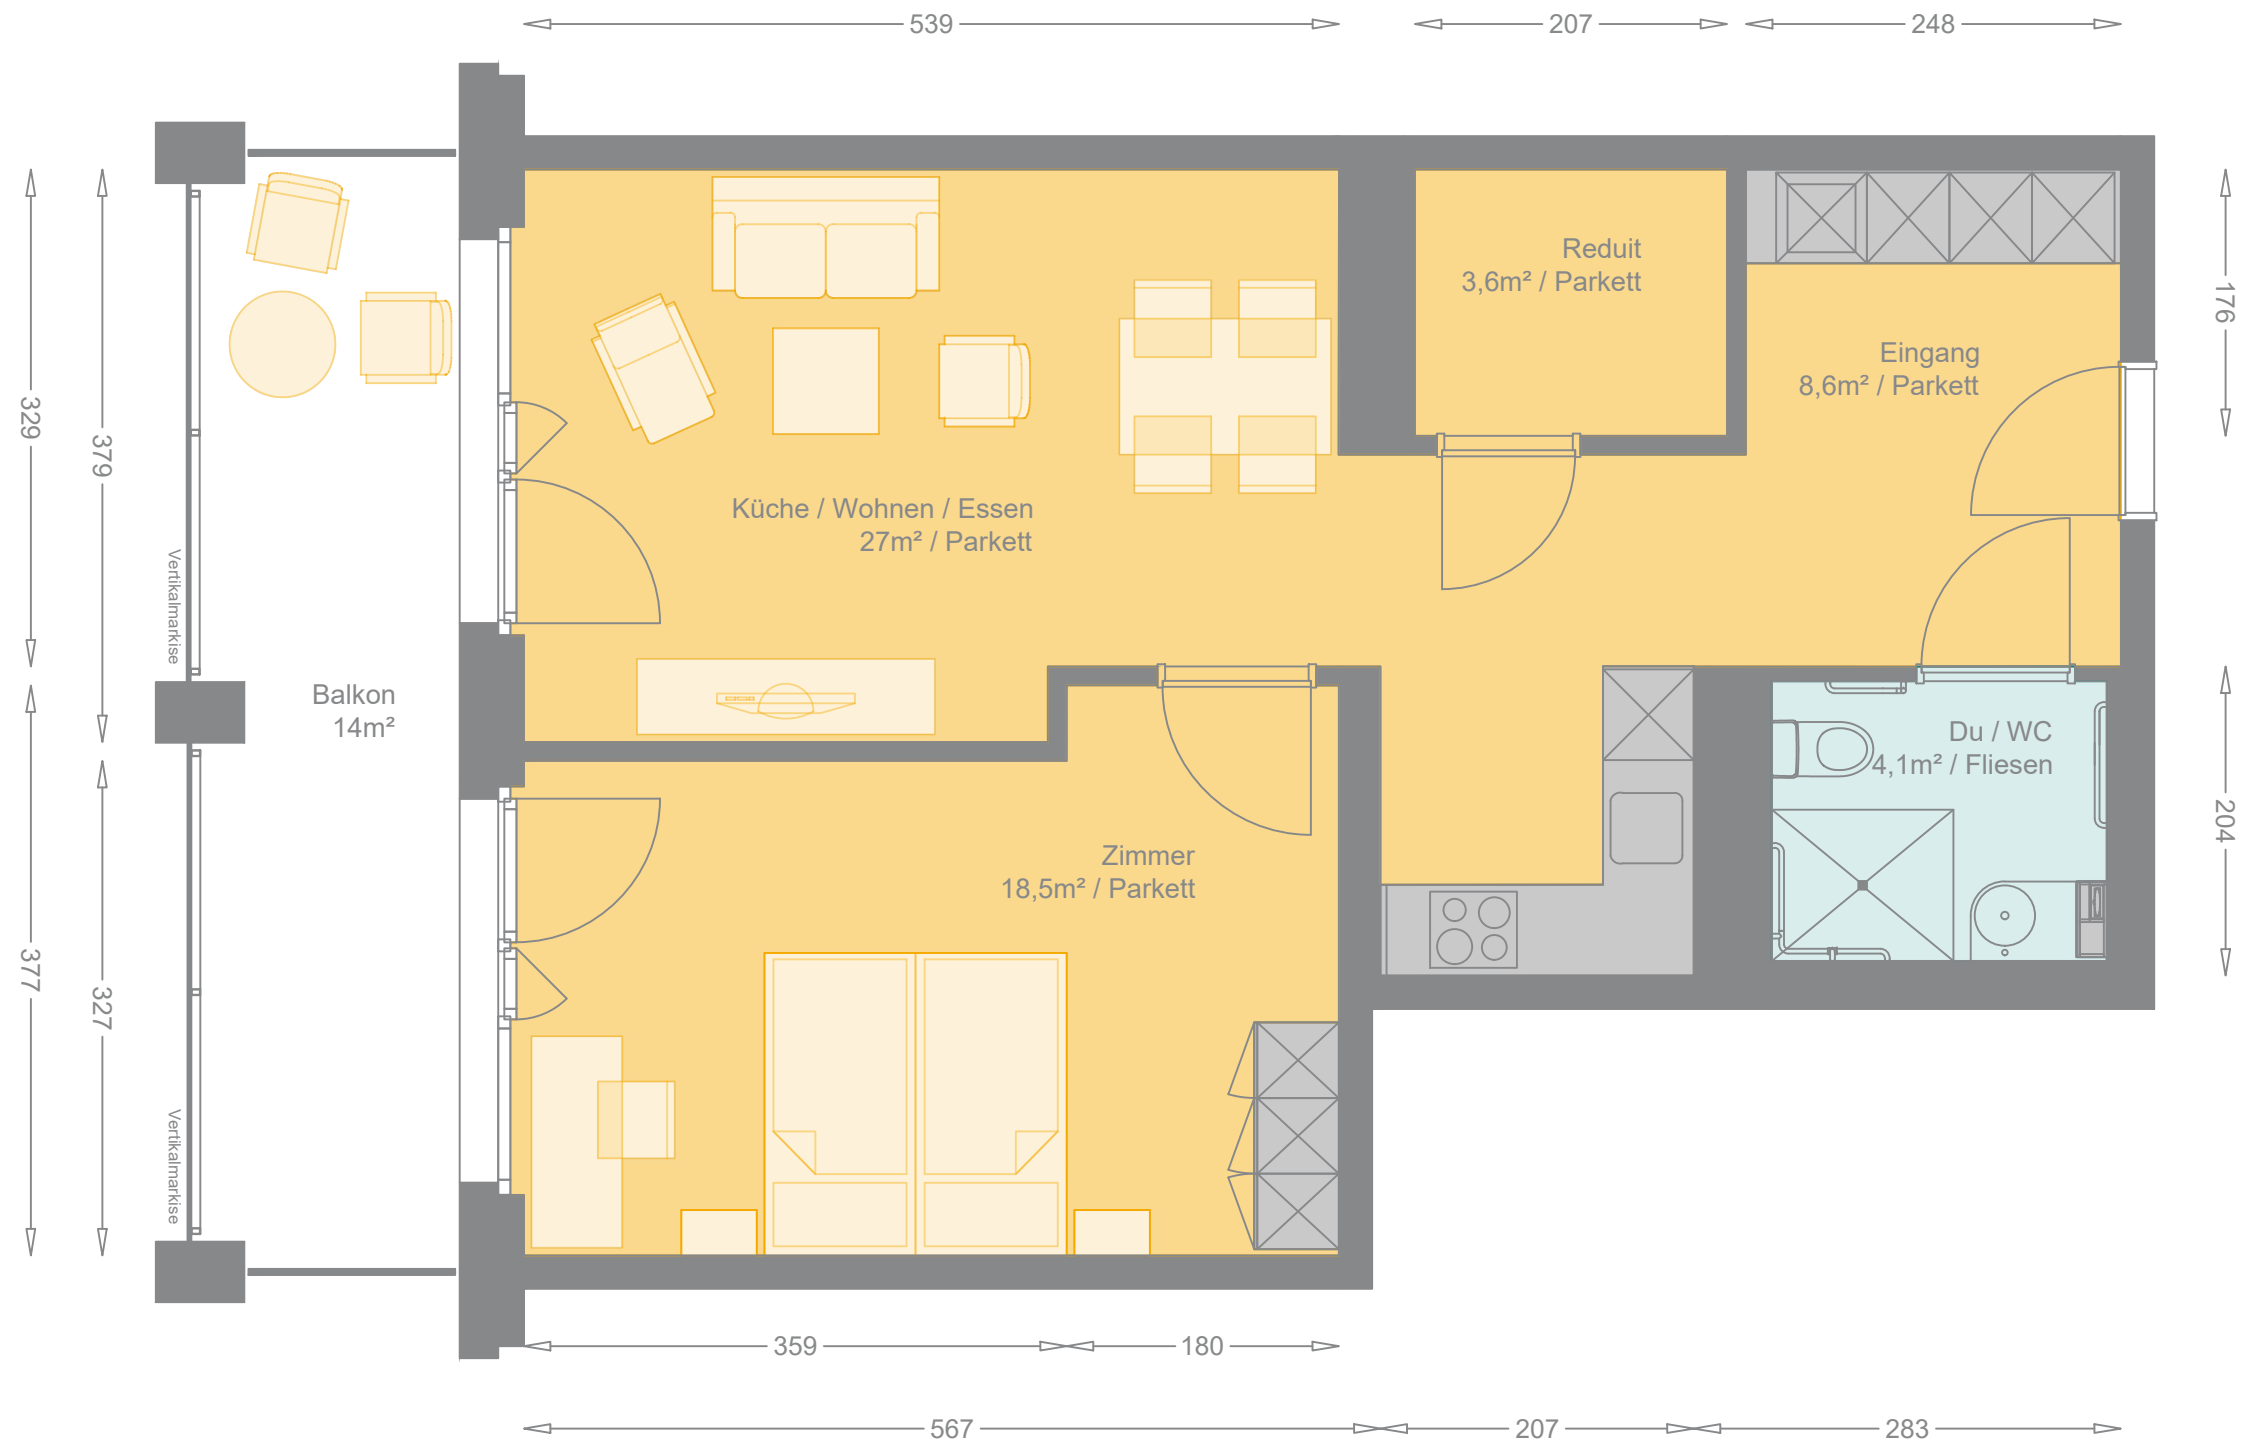 539
207
248
Reduit
3,6m² / Parkett
176
Eingang
8,6m² / Parkett
329
379
Küche / Wohnen / Essen
27m² / Parkett
Vertikalmarkise
Balkon
14m²
Du / WC
4,1m² / Fliesen
204
Zimmer
18,5m² / Parkett
377
327
Vertikalmarkise
359
180
567
207
283